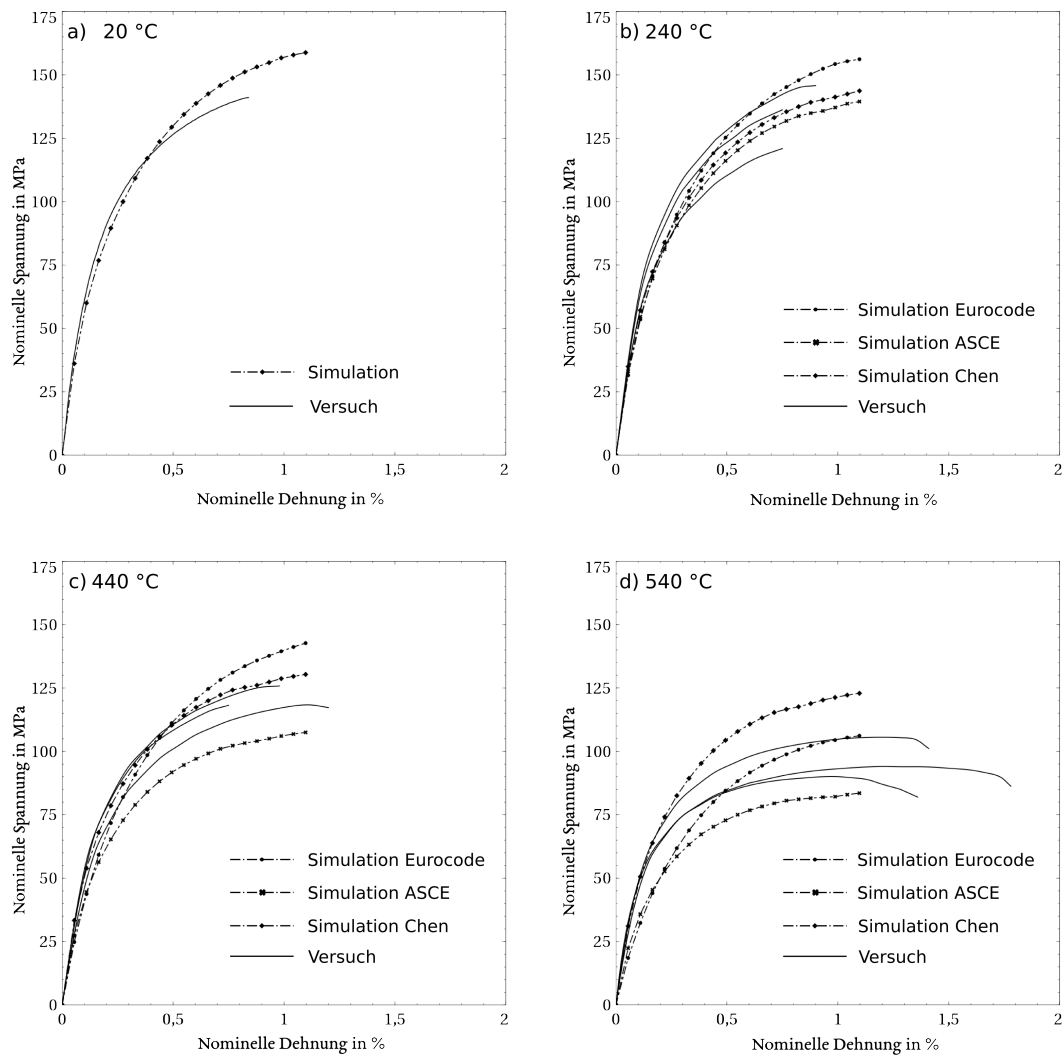 a) 20 °C
175
150
125
100
75
50
25
0
Nominelle Spannung in MPa
Simulation
Versuch
0 0,5 1 1,5 2
Nominelle Dehnung in %
b) 240 °C
175
150
125
100
75
50
25
0
Nominelle Spannung in MPa
Simulation Eurocode
Simulation ASCE
Simulation Chen
Versuch
0 0,5 1 1,5 2
Nominelle Dehnung in %
c) 440 °C
175
150
125
100
75
50
25
0
Nominelle Spannung in MPa
Simulation Eurocode
Simulation ASCE
Simulation Chen
Versuch
0 0,5 1 1,5 2
Nominelle Dehnung in %
d) 540 °C
175
150
125
100
75
50
25
0
Nominelle Spannung in MPa
Simulation Eurocode
Simulation ASCE
Simulation Chen
Versuch
0 0,5 1 1,5 2
Nominelle Dehnung in %